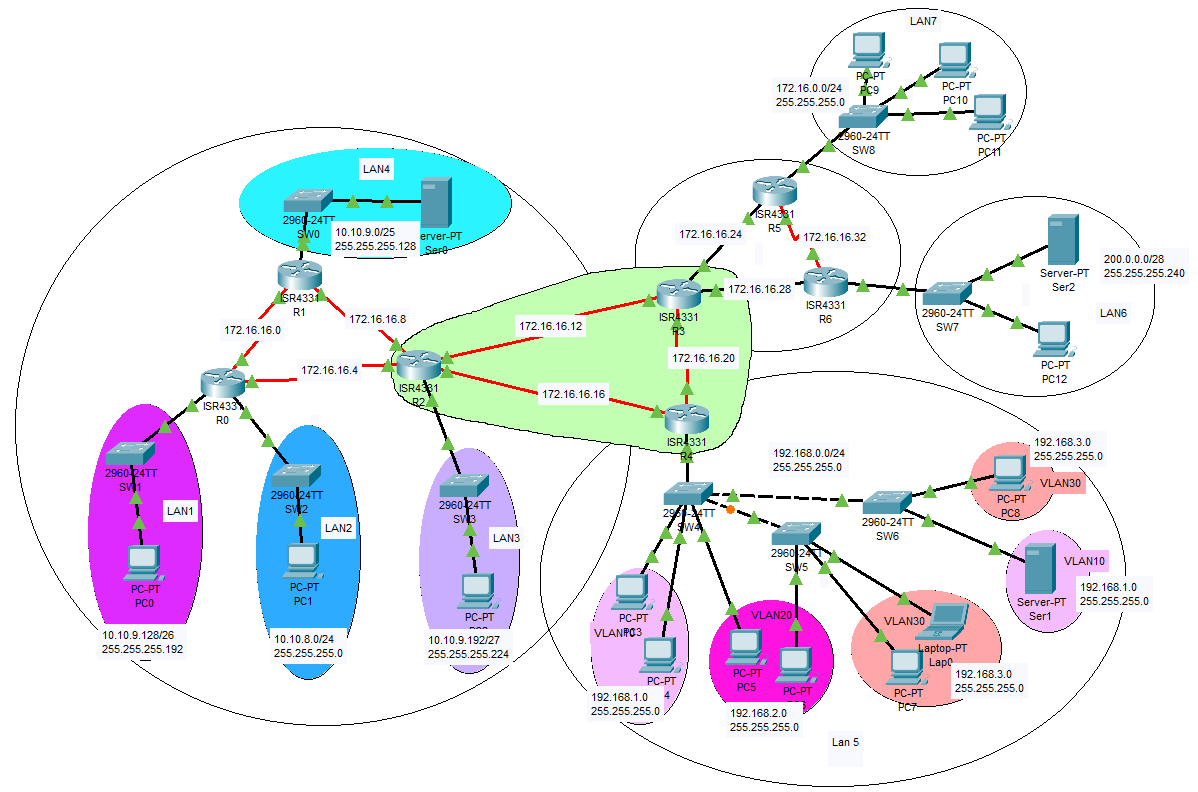 LAN7
PC-PT
PC9
PC-PT
PC10
172.16.0.0/24
255.255.255.0
2960-24TT
SW8
PC-PT
PC11
LAN4
2960-24TT
SW0
10.10.9.0/25
255.255.255.128
erver-PT
Ser0
ISR4331
R5
172.16.16.24
172.16.16.32
Server-PT
Ser2
200.0.0.0/28
255.255.255.240
ISR4331
R1
ISR4331
R3
172.16.16.28
ISR4331
R6
2960-24TT
SW7
LAN6
PC-PT
PC12
172.16.16.0
172.16.16.8
172.16.16.12
172.16.16.20
172.16.16.4
ISR4331
R2
172.16.16.16
ISR4331
R0
ISR4331
R4
192.168.0.0/24
255.255.255.0
192.168.3.0
255.255.255.0
VLAN30
PC-PT
PC8
2960-24TT
SW1
2960-24TT
SW2
2960-24TT
SW3
2960-24TT
SW4
2960-24TT
SW5
2960-24TT
SW6
LAN1
LAN2
LAN3
VLAN10
Server-PT
Ser1
192.168.1.0
255.255.255.0
PC-PT
PC0
PC-PT
PC1
PC-PT
10.10.9.128/26
255.255.255.192
10.10.8.0/24
255.255.255.0
10.10.9.192/27
255.255.255.224
PC-PT
PC3
VLAN10
PC-PT
4
192.168.1.0
255.255.255.0
VLAN20
PC-PT
PC5
PC-PT
192.168.2.0
255.255.255.0
VLAN30
Laptop-PT
Lap0
PC-PT
PC7
192.168.3.0
255.255.255.0
Lan 5